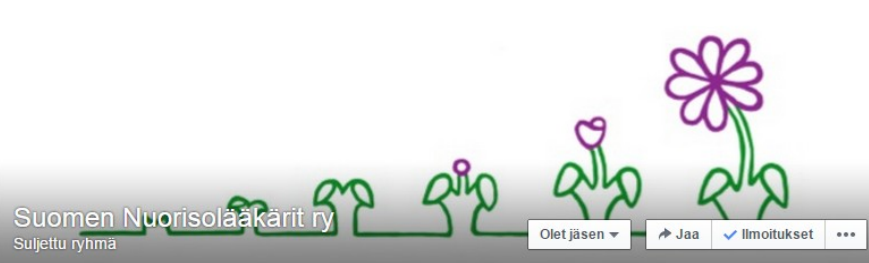 Suomen Nuorisolääkärit ry
Suljettu ryhmä
Olet jäsen
Jaa
Ilmoitukset